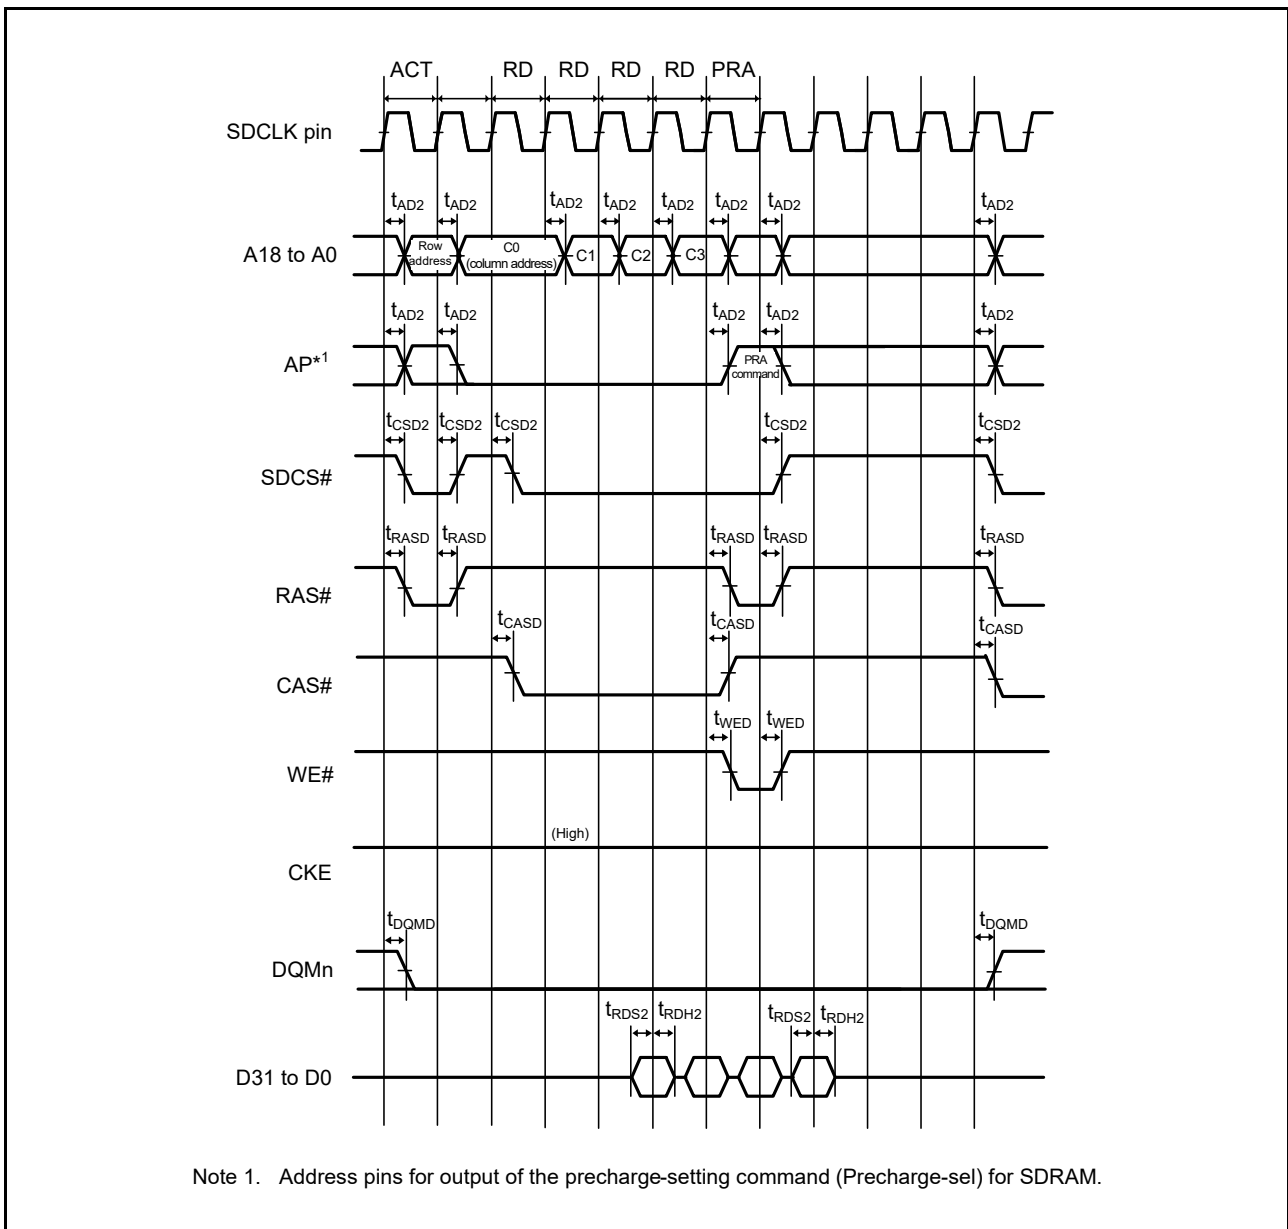 ACT RD RD RD RD PRA
SDCLK pin
tAD2 tAD2 tAD2 tAD2 tAD2 tAD2 tAD2 tAD2
A18 to A0
Row address
C0 (column address)
C1
C2
C3
tAD2 tAD2 tAD2 tAD2 tAD2
AP*1
PRA command
tCSD2 tCSD2 tCSD2 tCSD2 tCSD2
SDCS#
tRASD tRASD tRASD tRASD tRASD
RAS#
tCASD tCASD tCASD
CAS#
tWED tWED
WE#
(High)
CKE
tDQMD tDQMD
DQMn
tRDS2 tRDH2 tRDS2 tRDH2
D31 to D0
Note 1. Address pins for output of the precharge-setting command (Precharge-sel) for SDRAM.